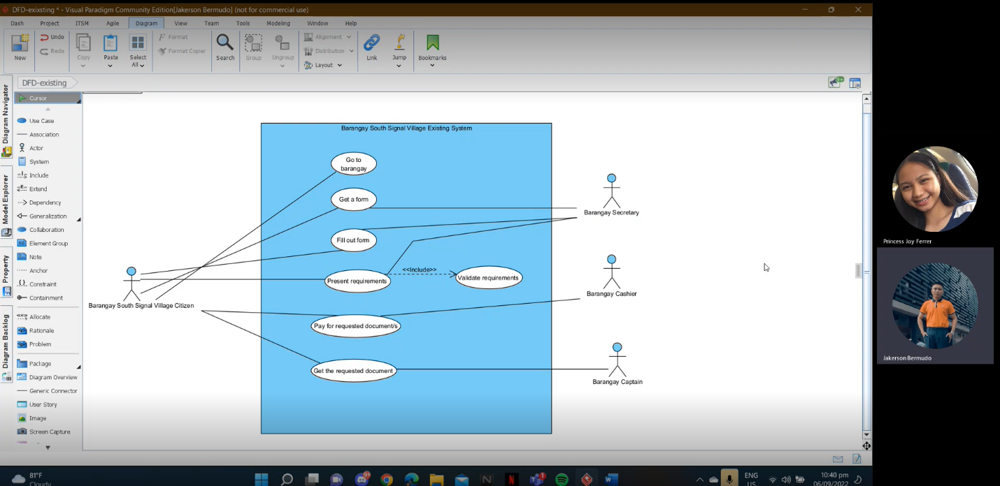 DFD-exixsting * - Visual Paradigm Community Edition[Jakerson Bermudo] (not for commercial use)
Dash Project ITSM Agile Diagram View Team Tools Modeling Window Help
New
Undo
Redo
Copy
Paste
Select
All
Format
Format Copier
Search
Group
Ungroup
Alignment
Distribution
Layout
Link
Jump
Bookmarks
DFD-existing
9+
Diagram Navigator
Model Explorer
Property
Diagram Backlog
Cursor
Use Case
Association
Actor
System
Include
Extend
Dependency
Generalization
Collaboration
Element Group
Note
Anchor
Constraint
Containment
Allocate
Rationale
Problem
Package
Diagram Overview
Generic Connector
User Story
Image
Screen Capture
Barangay South Signal Village Existing System
Go to
barangay
Get a form
Fill out form
Present requirements
<<Include>>
Validate requirements
Pay for requested document/s
Get the requested document
Barangay South Signal Village Citizen
Barangay Secretary
Barangay Cashier
Barangay Captain
Princess Joy Ferrer
Jakerson Bermudo
81°F
Cloudy
ENG
US
10:40 pm
06/09/2022